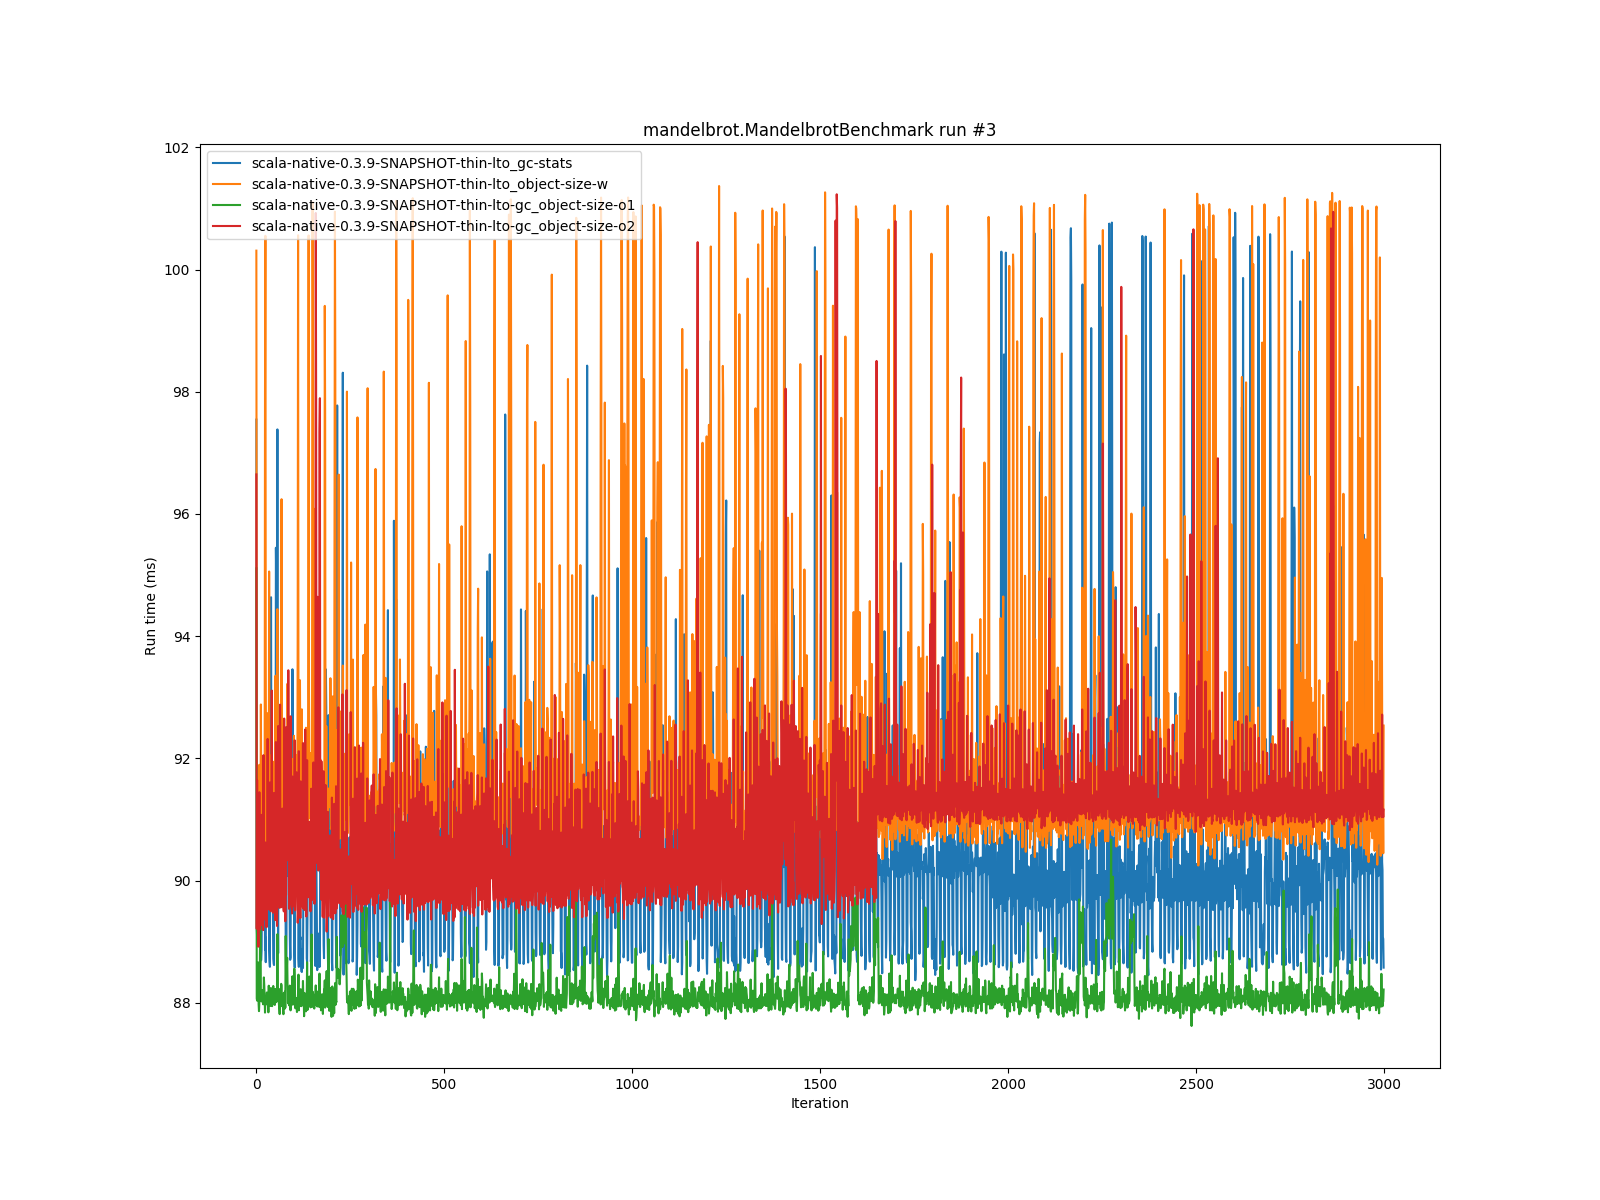 mandelbrot.MandelbrotBenchmark run #3
102
scala-native-0.3.9-SNAPSHOT-thin-lto_gc-stats
scala-native-0.3.9-SNAPSHOT-thin-lto_object-size-w
scala-native-0.3.9-SNAPSHOT-thin-lto-gc_object-size-o1
scala-native-0.3.9-SNAPSHOT-thin-lto-gc_object-size-o2
100
98
96
94
92
90
88
Run time (ms)
0 500 1000 1500 2000 2500 3000
Iteration